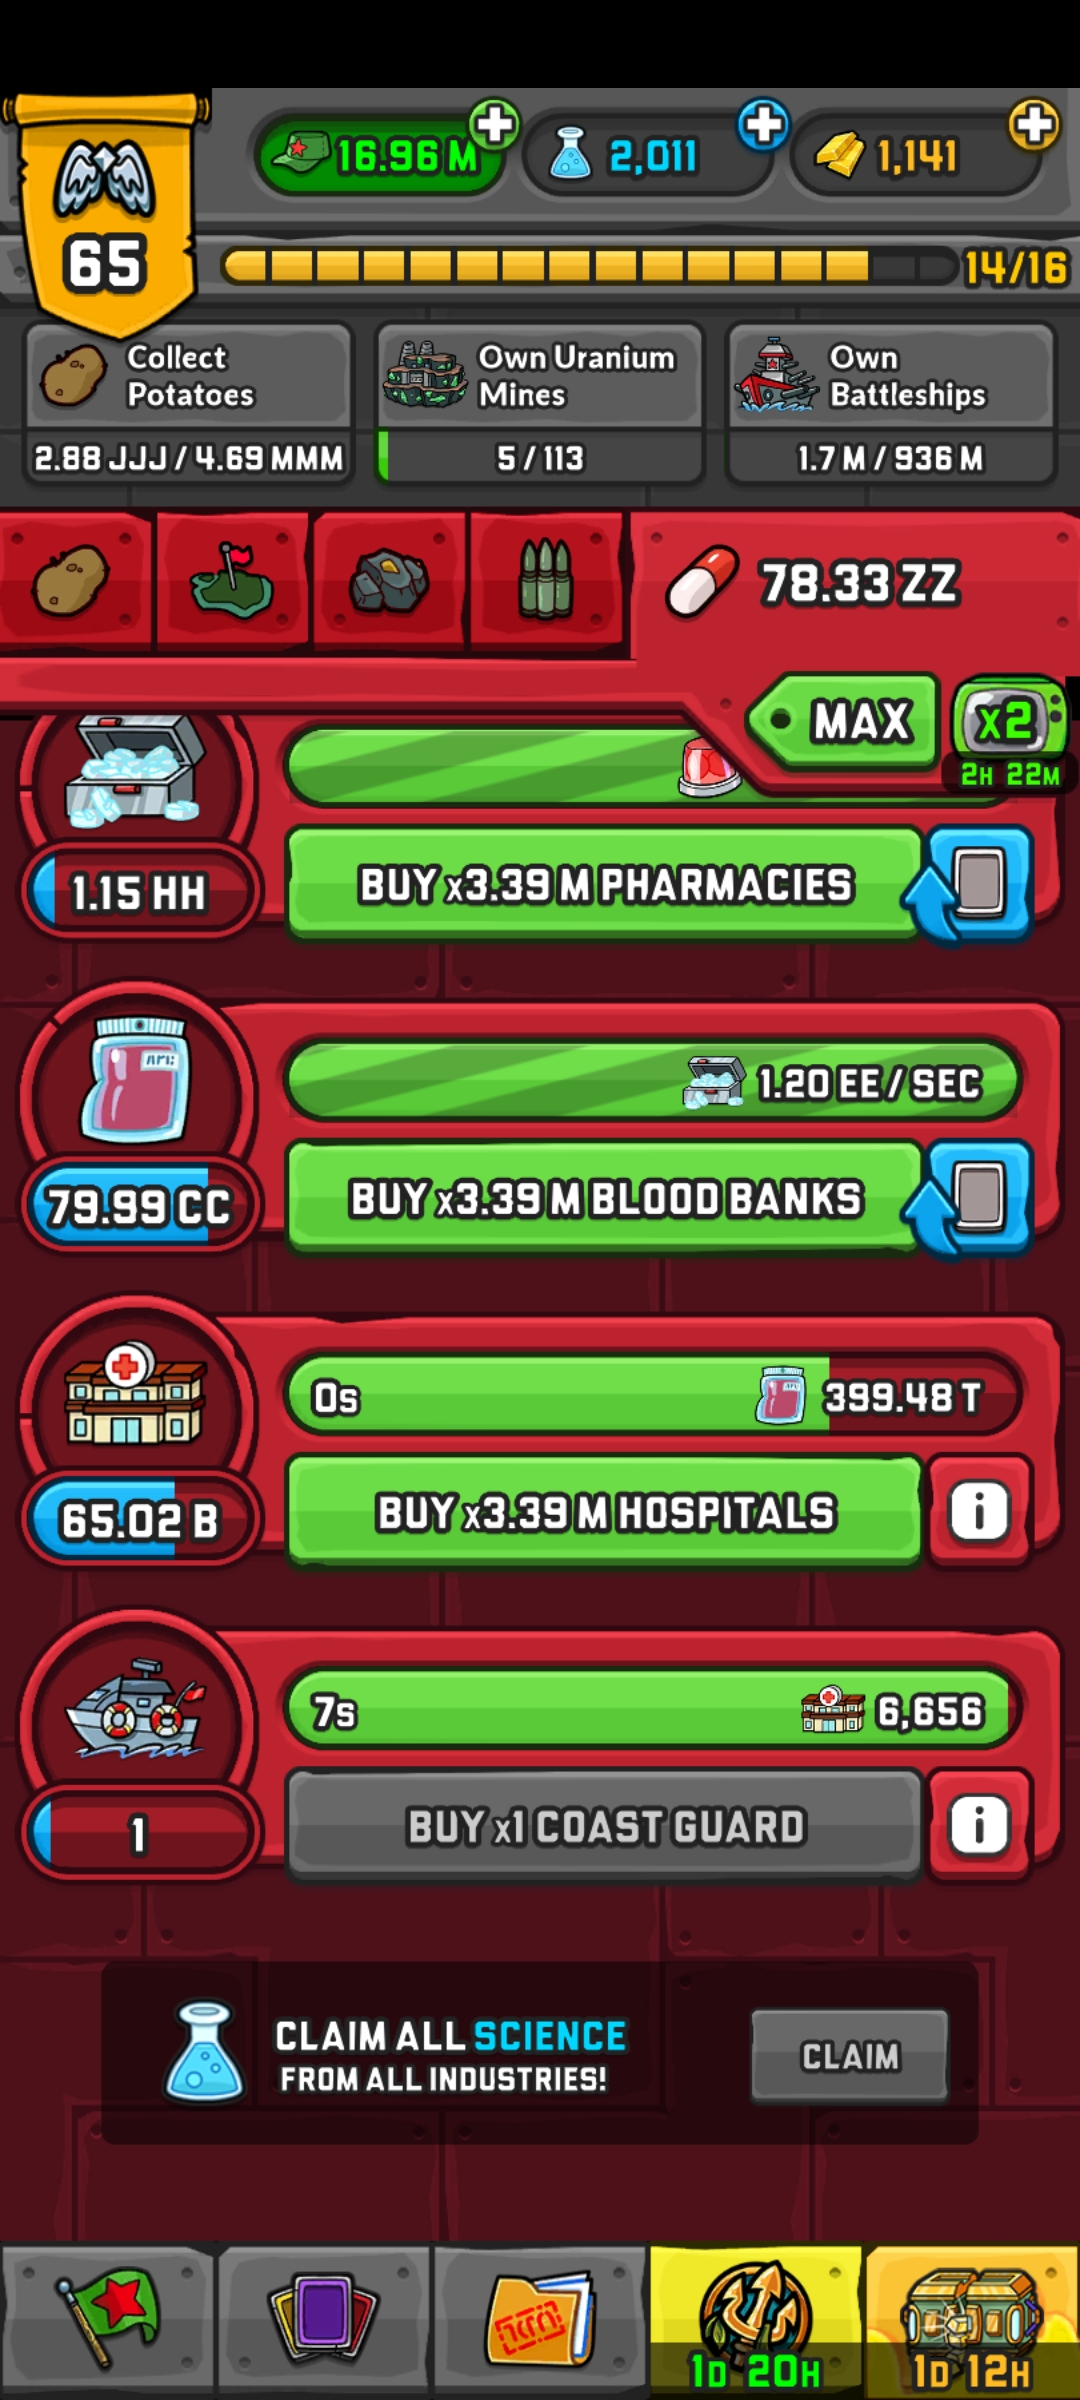 16.96 M
2,011
1,141
65
14/16
Collect
Potatoes
2.88 JJJ / 4.69 MMM
Own Uranium
Mines
5 / 113
Own
Battleships
1.7 M / 936 M
78.33 ZZ
MAX
x2
2H 22M
1.15 HH
BUY x3.39 M PHARMACIES
1.20 EE / SEC
79.99 CC
BUY x3.39 M BLOOD BANKS
0s
399.48 T
65.02 B
BUY x3.39 M HOSPITALS
i
7s
6,656
1
BUY x1 COAST GUARD
i
CLAIM ALL SCIENCE
FROM ALL INDUSTRIES!
CLAIM
1D 20H
1D 12H